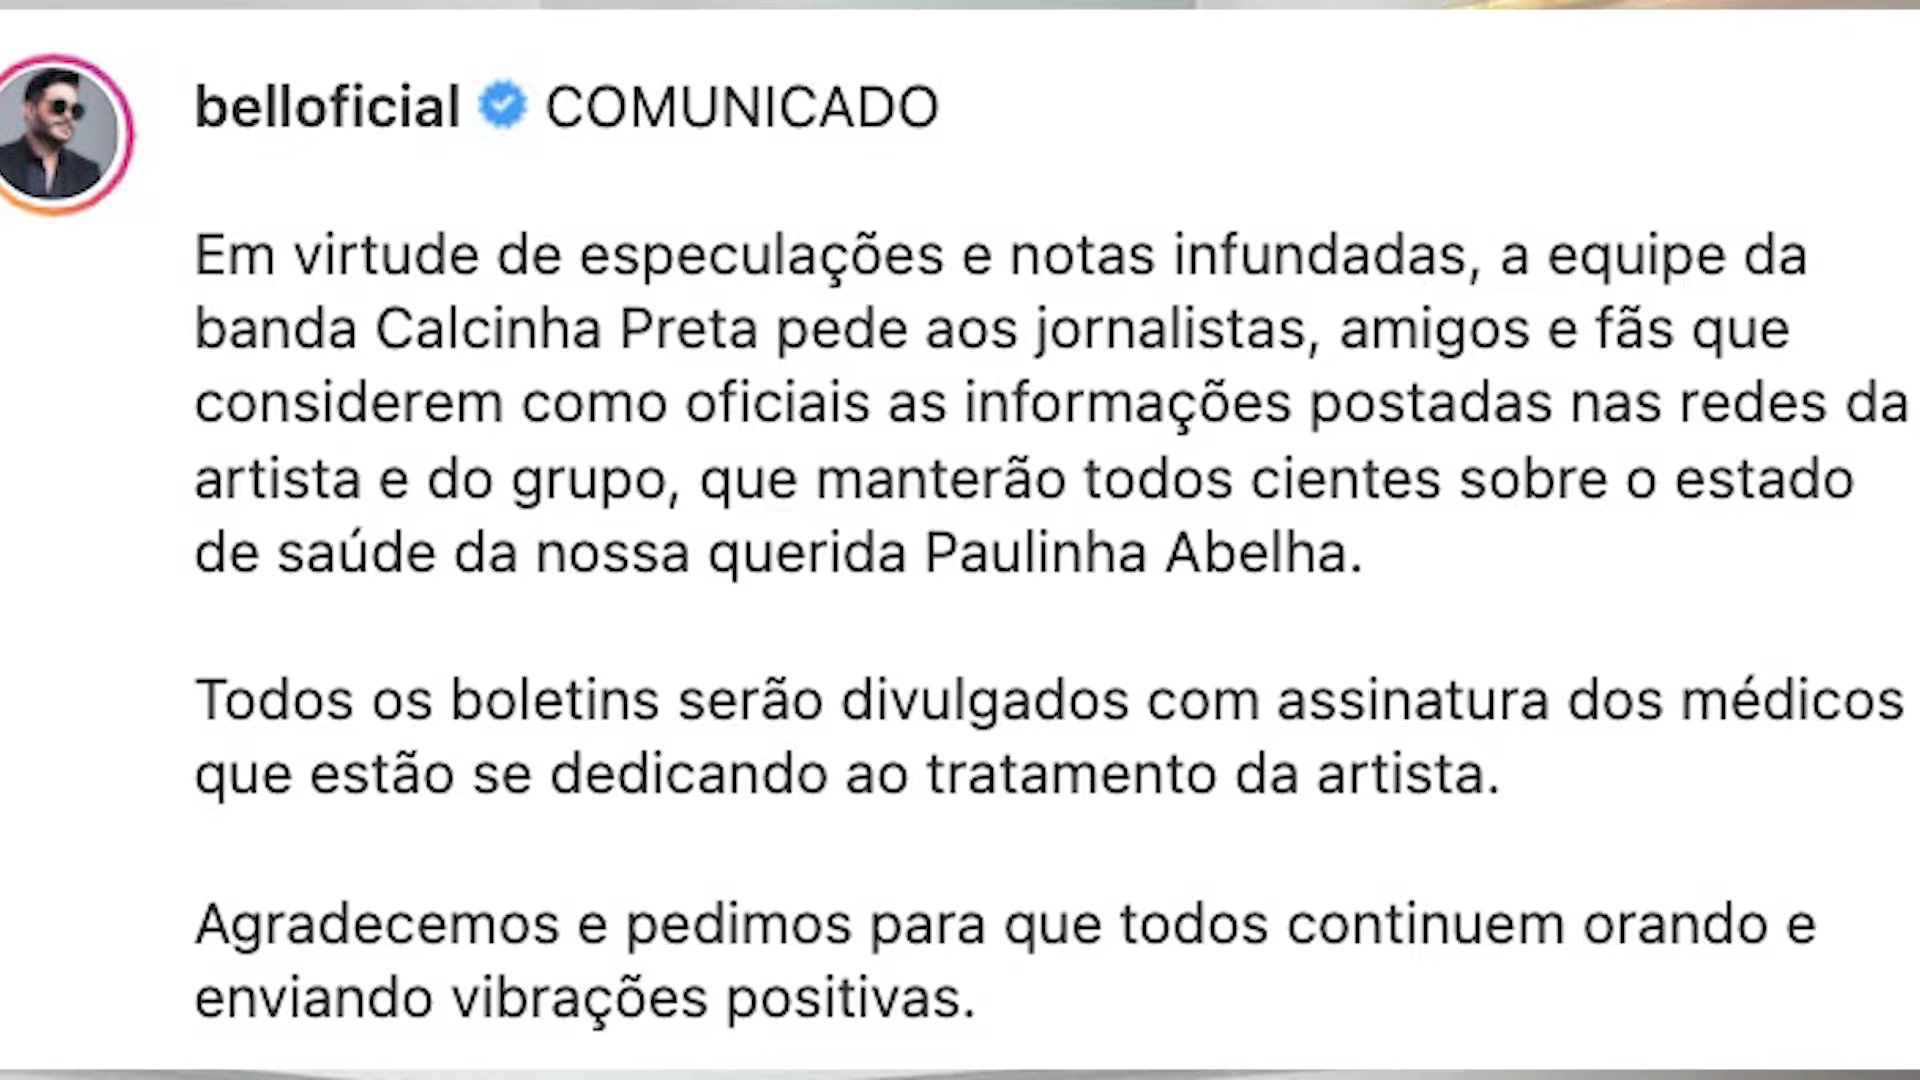 belloficial COMUNICADO
Em virtude de especulações e notas infundadas, a equipe da
banda Calcinha Preta pede aos jornalistas, amigos e fãs que
considerem como oficiais as informações postadas nas redes da
artista e do grupo, que manterão todos cientes sobre o estado
de saúde da nossa querida Paulinha Abelha.
Todos os boletins serão divulgados com assinatura dos médicos
que estão se dedicando ao tratamento da artista.
Agradecemos e pedimos para que todos continuem orando e
enviando vibrações positivas.